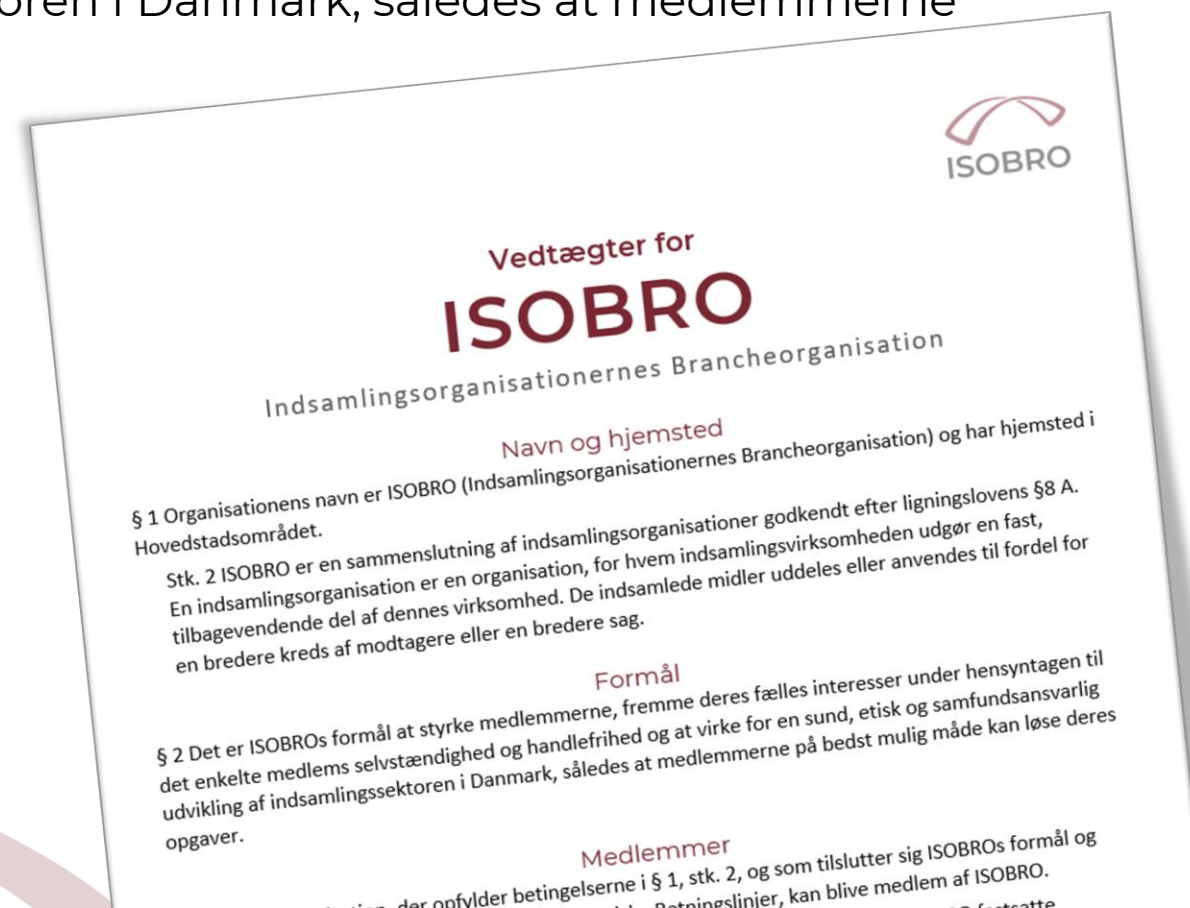 oren i Danmark, således at medlemmerne
ISOBRO
Vedtægter for
ISOBRO
Indsamlingsorganisationernes Brancheorganisation
Navn og hjemsted
§ 1 Organisationens navn er ISOBRO (Indsamlingsorganisationernes Brancheorganisation) og har hjemsted i
Hovedstadsområdet.
Stk. 2 ISOBRO er en sammenslutning af indsamlingsorganisationer godkendt efter ligningslovens §8 A.
En indsamlingsorganisation er en organisation, for hvem indsamlingsvirksomheden udgør en fast,
tilbagevendende del af dennes virksomhed. De indsamlede midler uddeles eller anvendes til fordel for
en bredere kreds af modtagere eller en bredere sag.
Formål
§ 2 Det er ISOBROs formål at styrke medlemmerne, fremme deres fælles interesser under hensyntagen til
det enkelte medlems selvstændighed og handlefrihed og at virke for en sund, etisk og samfundsansvarlig
udvikling af indsamlingssektoren i Danmark, således at medlemmerne på bedst mulig måde kan løse deres
opgaver.
Medlemmer
der opfylder betingelserne i § 1, stk. 2, og som tilslutter sig ISOBROs formål og
Retningslinjer, kan blive medlem af ISOBRO.